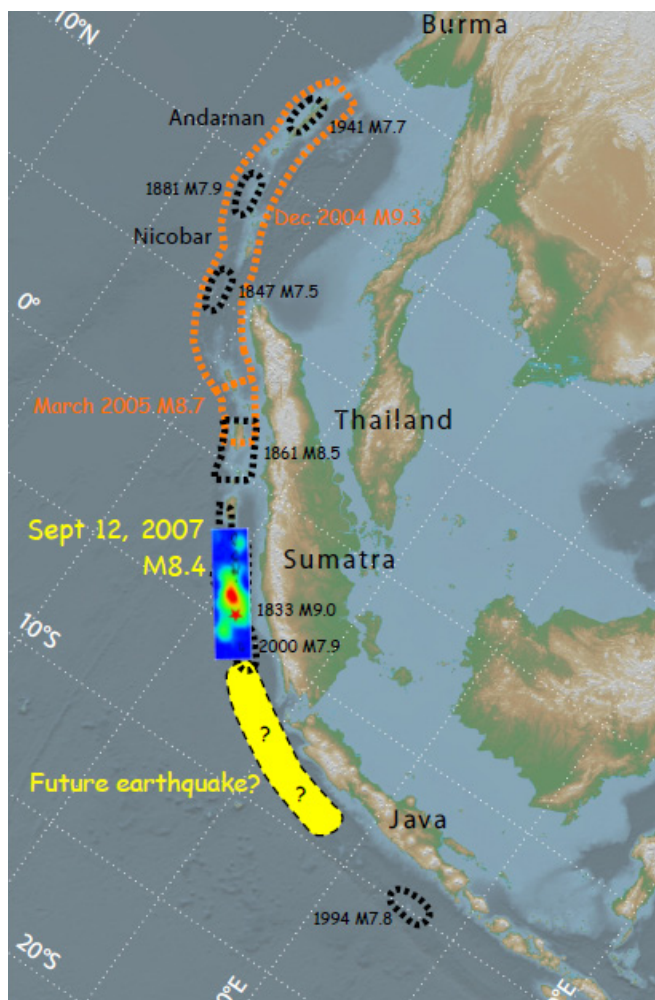 10°N
Burma
Andaman
1941 M7.7
1881 M7.9
Dec 2004 M9.3
Nicobar
0°
1847 M7.5
March 2005 M8.7
Thailand
1861 M8.5
Sept 12, 2007
M8.4
Sumatra
1833 M9.0
10°S
2000 M7.9
?
Future earthquake?
?
Java
1994 M7.8
20°S
0°E